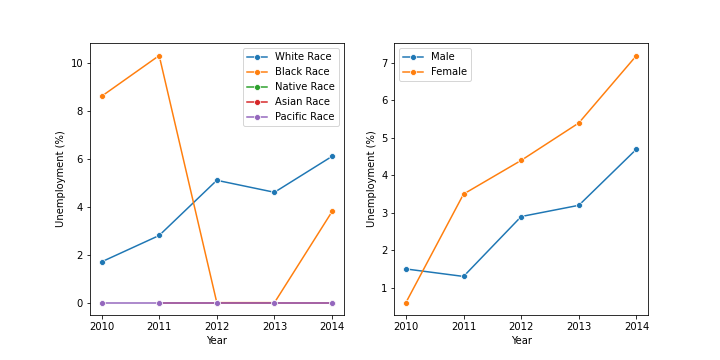 10
8
6
4
2
0
Unemployment (%)
2010 2011 2012 2013 2014
Year
White Race
Black Race
Native Race
Asian Race
Pacific Race
7
6
5
4
3
2
1
Unemployment (%)
2010 2011 2012 2013 2014
Year
Male
Female